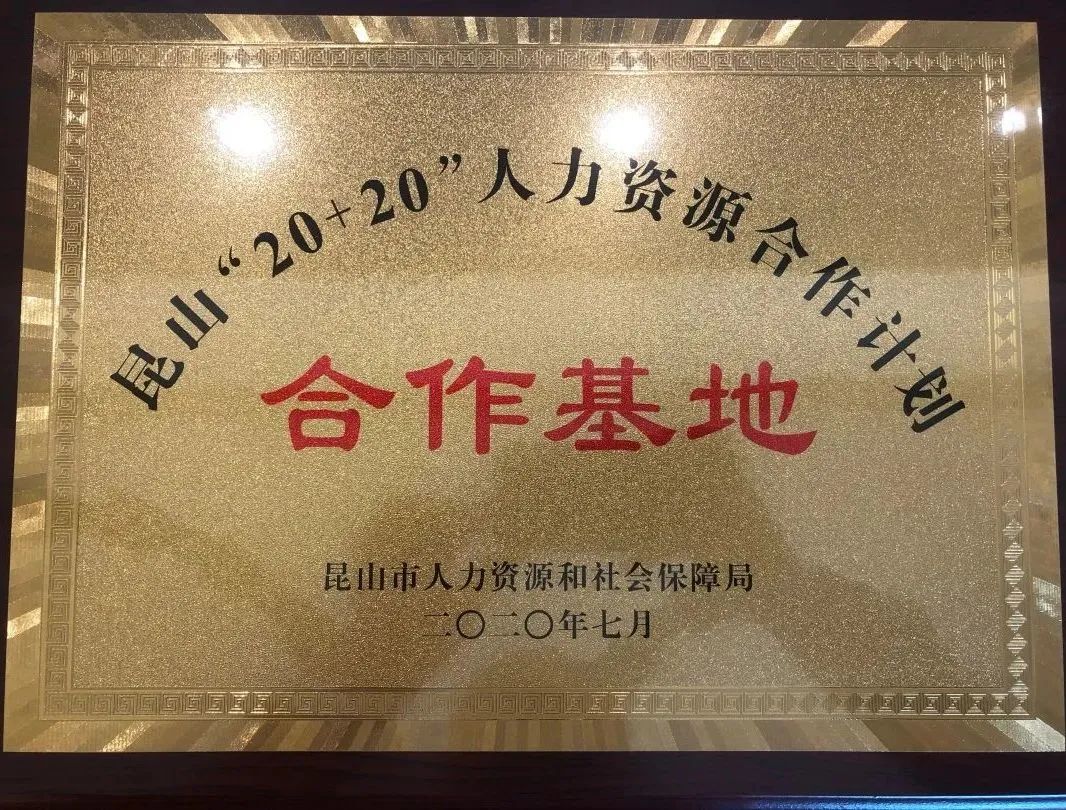 昆山“20+20”人力资源合作计划
合作基地
昆山市人力资源和社会保障局
二〇二〇年七月